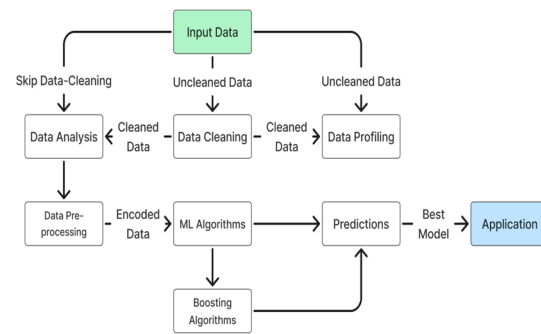 Input Data
Skip Data-Cleaning
Uncleaned Data
Uncleaned Data
Data Analysis
Cleaned
Data
Data Cleaning
Cleaned
Data
Data Profiling
Data Pre-
processing
Encoded
Data
ML Algorithms
Predictions
Best
Model
Application
Boosting
Algorithms